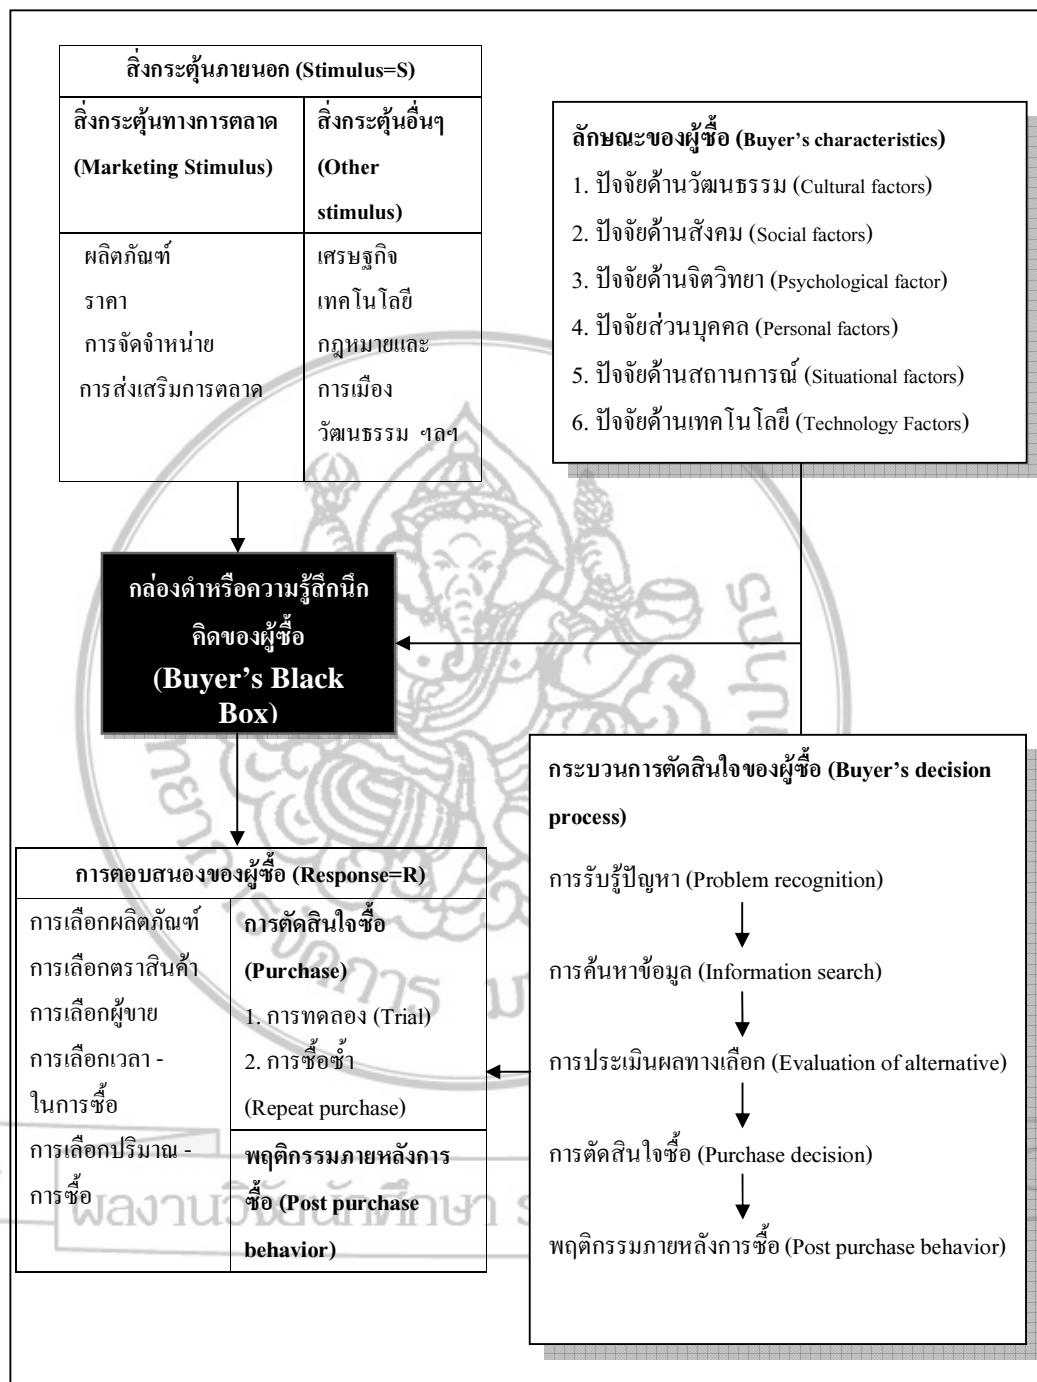 สิ่งกระตุ้นภายนอก (Stimulus=S)
สิ่งกระตุ้นทางการตลาด
(Marketing Stimulus)
สิ่งกระตุ้นอื่นๆ
(Other
stimulus)
ผลิตภัณฑ์
ราคา
การจัดจำหน่าย
การส่งเสริมการตลาด
เศรษฐกิจ
เทคโนโลยี
กฎหมายและ
การเมือง
วัฒนธรรม ฯลฯ
ลักษณะของผู้ซื้อ (Buyer's characteristics)
1. ปัจจัยด้านวัฒนธรรม (Cultural factors)
2. ปัจจัยด้านสังคม (Social factors)
3. ปัจจัยด้านจิตวิทยา (Psychological factor)
4. ปัจจัยส่วนบุคคล (Personal factors)
5. ปัจจัยด้านสถานการณ์ (Situational factors)
6. ปัจจัยด้านเทคโนโลยี (Technology Factors)
กล่องดำหรือความรู้สึกนึก
คิดของผู้ซื้อ
(Buyer's Black
Box)
กระบวนการตัดสินใจของผู้ซื้อ (Buyer's decision
process)
การรับรู้ปัญหา (Problem recognition)
การค้นหาข้อมูล (Information search)
การประเมินผลทางเลือก (Evaluation of alternative)
การตัดสินใจซื้อ (Purchase decision)
พฤติกรรมภายหลังการซื้อ (Post purchase behavior)
การตอบสนองของผู้ซื้อ (Response=R)
การเลือกผลิตภัณฑ์
การเลือกตราสินค้า
การเลือกผู้ขาย
การเลือกเวลา -
ในการซื้อ
การเลือกปริมาณ -
การซื้อ
การตัดสินใจซื้อ
(Purchase)
1. การทดลอง (Trial)
2. การซื้อซ้ำ
(Repeat purchase)
พฤติกรรมภายหลังการ
ซื้อ (Post purchase
behavior)
ผลงานวิจัยนักศึกษา